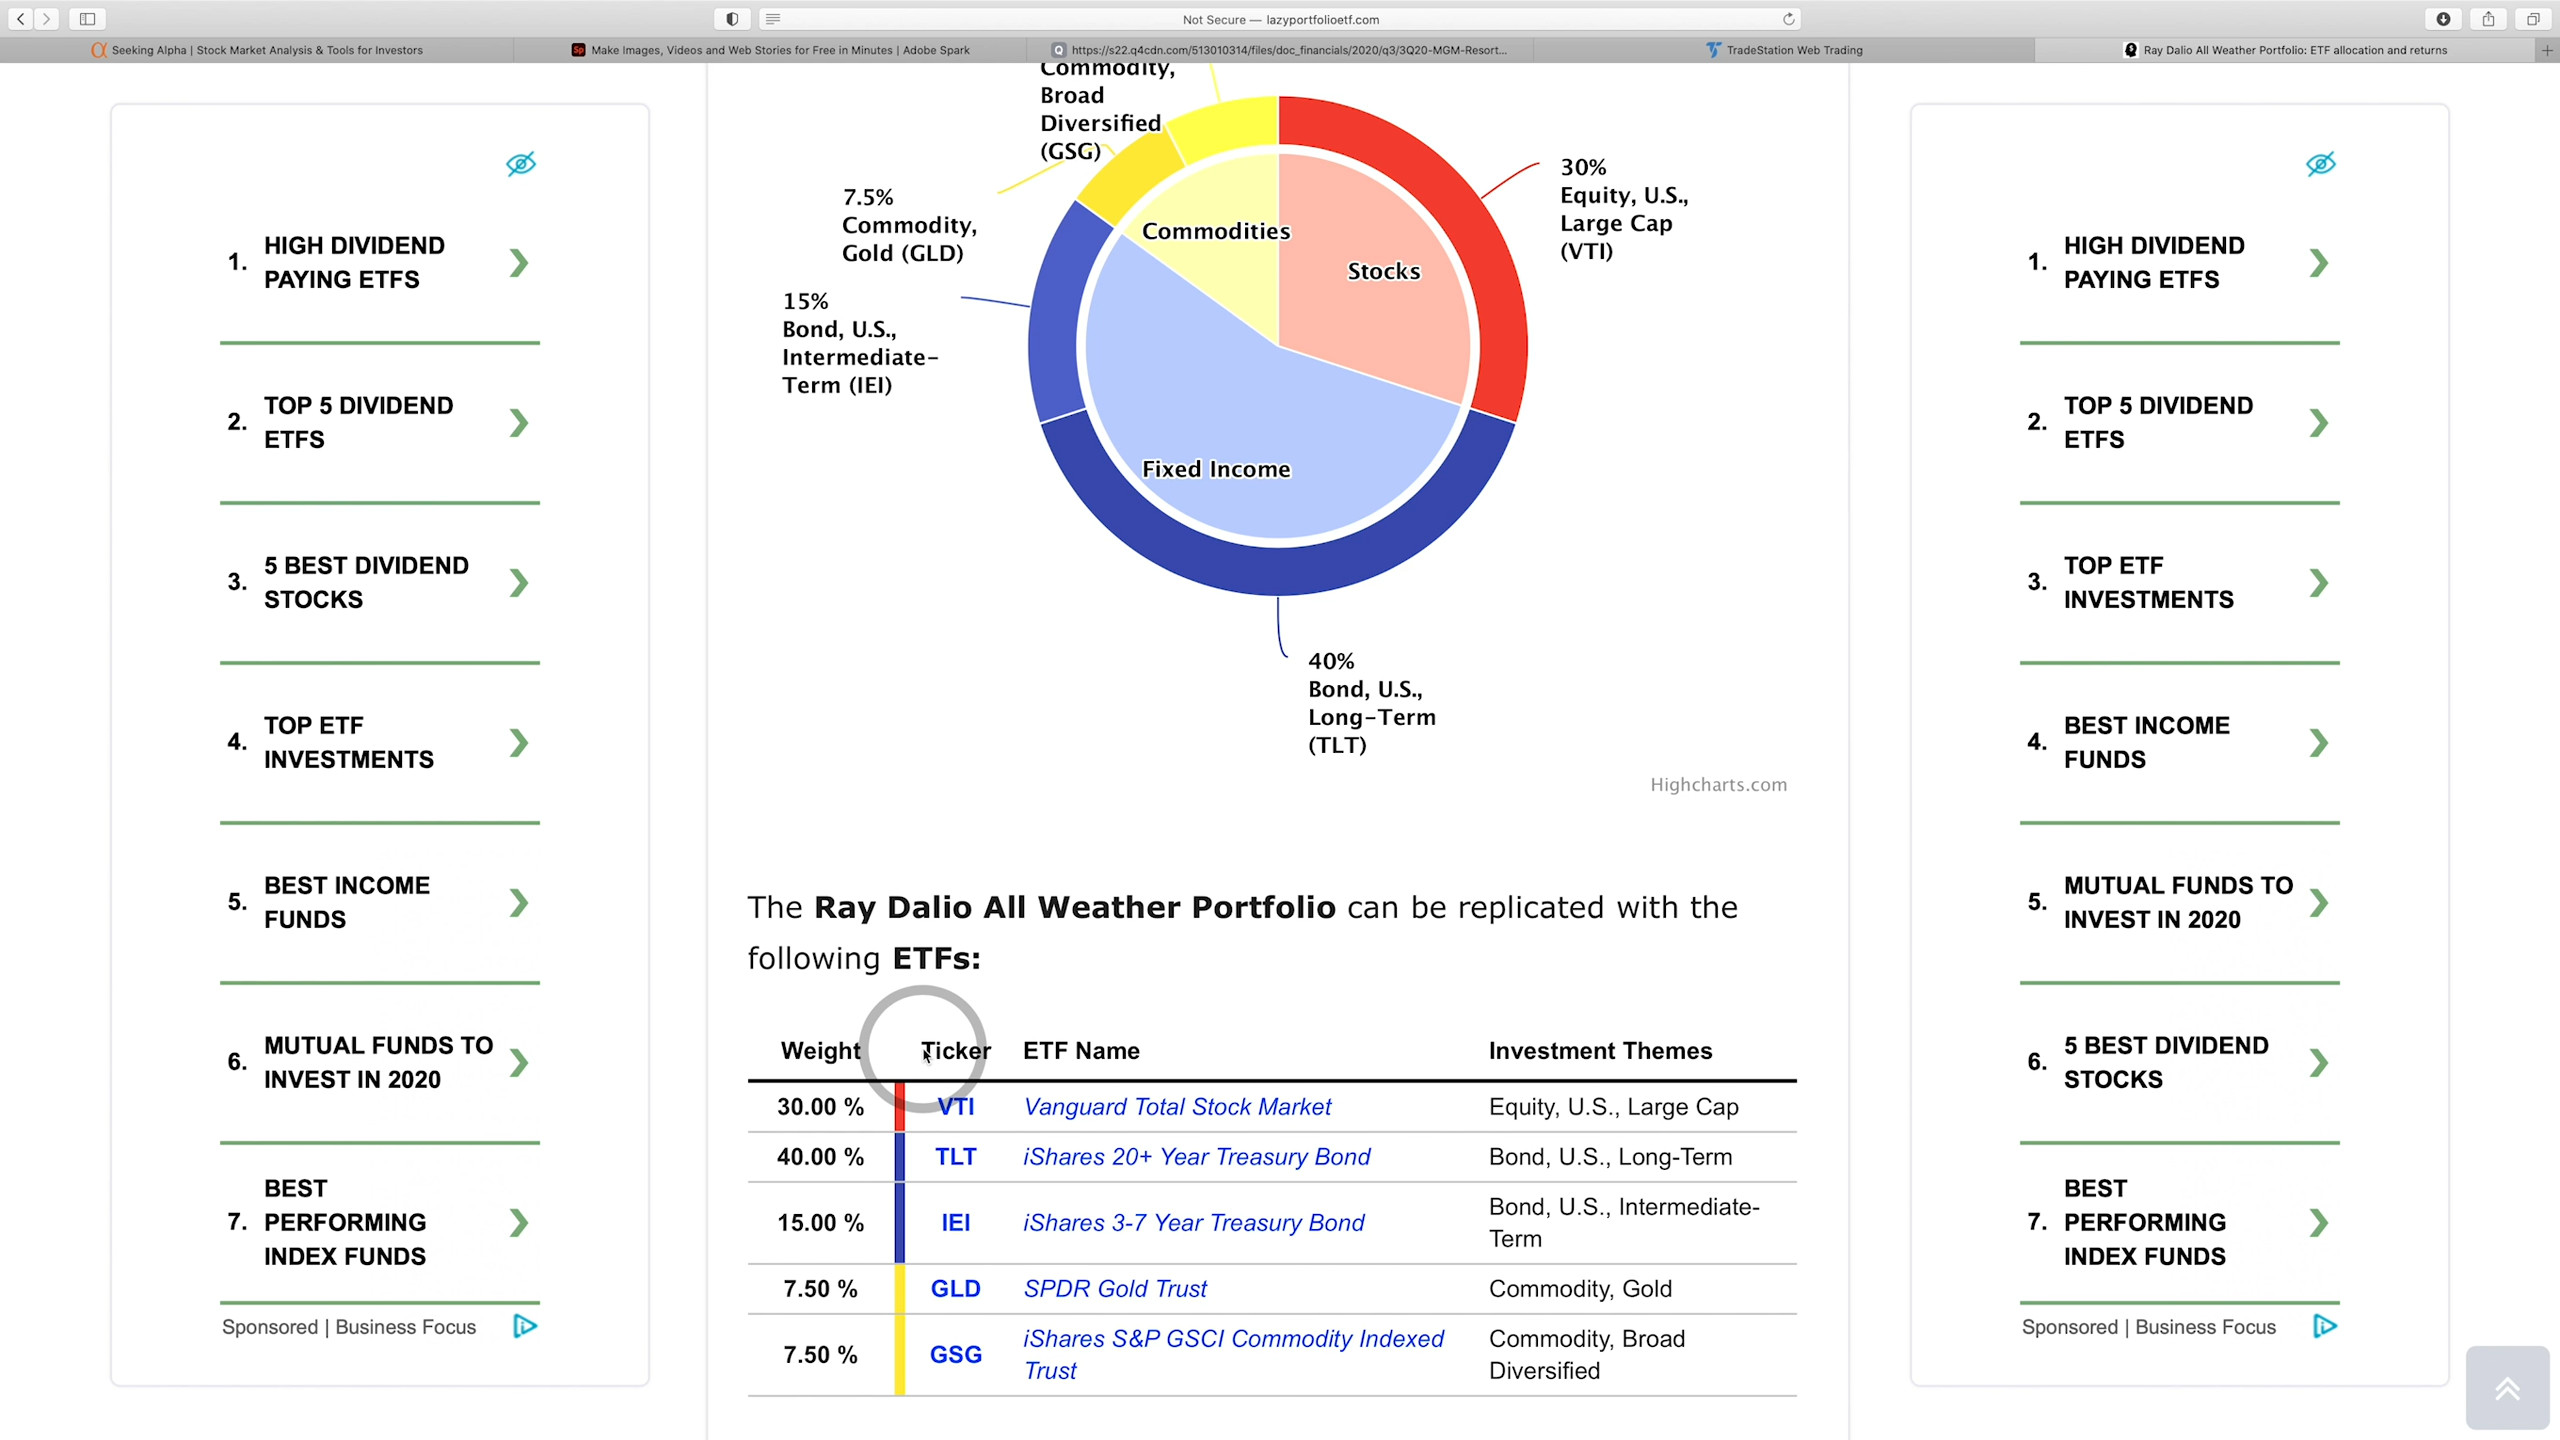 Not Secure — lazyportfolioetf.com
Seeking Alpha | Stock Market Analysis & Tools for Investors
Make Images, Videos and Web Stories for Free in Minutes | Adobe Spark
https://s22.q4cdn.com/513010314/files/doc_financials/2020/q3/3Q20-MGM-Resort...
TradeStation Web Trading
Ray Dalio All Weather Portfolio: ETF allocation and returns
1. HIGH DIVIDEND
PAYING ETFS
2. TOP 5 DIVIDEND
ETFS
3. 5 BEST DIVIDEND
STOCKS
4. TOP ETF
INVESTMENTS
5. BEST INCOME
FUNDS
6. MUTUAL FUNDS TO
INVEST IN 2020
7. BEST
PERFORMING
INDEX FUNDS
Sponsored | Business Focus
Commodity,
Broad
Diversified
(GSG)
7.5%
Commodity,
Gold (GLD)
15%
Bond, U.S.,
Intermediate-
Term (IEI)
Commodities
Stocks
Fixed Income
30%
Equity, U.S.,
Large Cap
(VTI)
40%
Bond, U.S.,
Long-Term
(TLT)
Highcharts.com
The Ray Dalio All Weather Portfolio can be replicated with the
following ETFs:
Weight Ticker ETF Name Investment Themes
30.00 % VTI Vanguard Total Stock Market Equity, U.S., Large Cap
40.00 % TLT iShares 20+ Year Treasury Bond Bond, U.S., Long-Term
15.00 % IEI iShares 3-7 Year Treasury Bond Bond, U.S., Intermediate-
Term
7.50 % GLD SPDR Gold Trust Commodity, Gold
7.50 % GSG iShares S&P GSCI Commodity Indexed
Trust Commodity, Broad
Diversified
1. HIGH DIVIDEND
PAYING ETFS
2. TOP 5 DIVIDEND
ETFS
3. TOP ETF
INVESTMENTS
4. BEST INCOME
FUNDS
5. MUTUAL FUNDS TO
INVEST IN 2020
6. 5 BEST DIVIDEND
STOCKS
7. BEST
PERFORMING
INDEX FUNDS
Sponsored | Business Focus